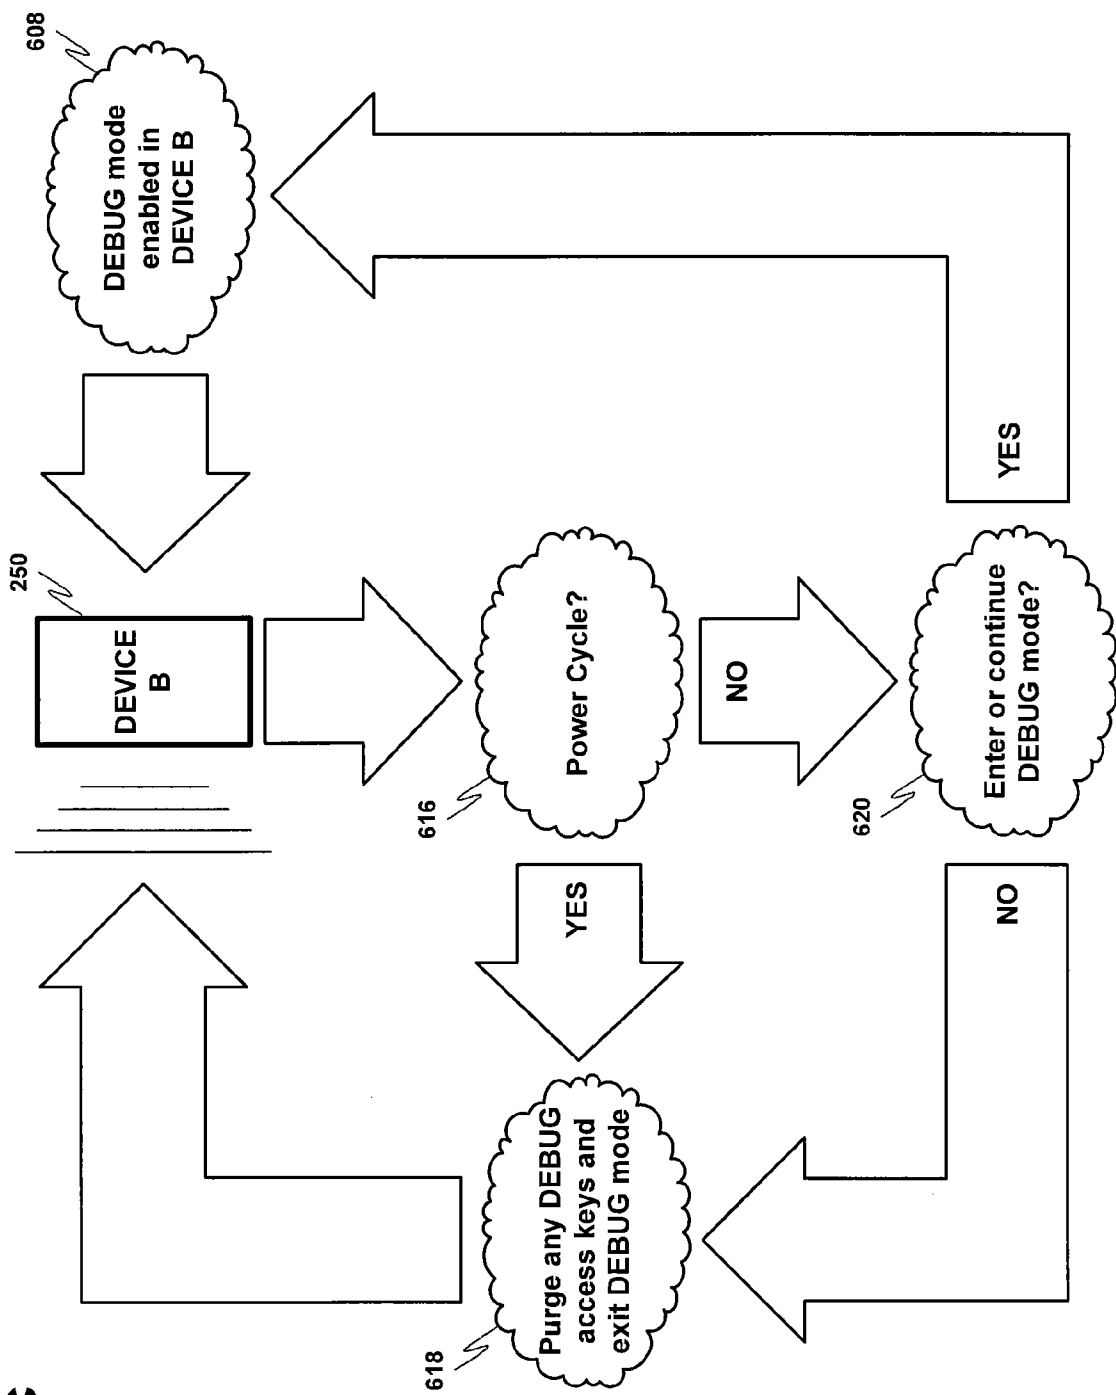 250
DEVICE
B
608
DEBUG mode
enabled in
DEVICE B
618
Purge any DEBUG
access keys and
exit DEBUG mode
YES
616
Power Cycle?
NO
620
Enter or continue
DEBUG mode?
NO
YES